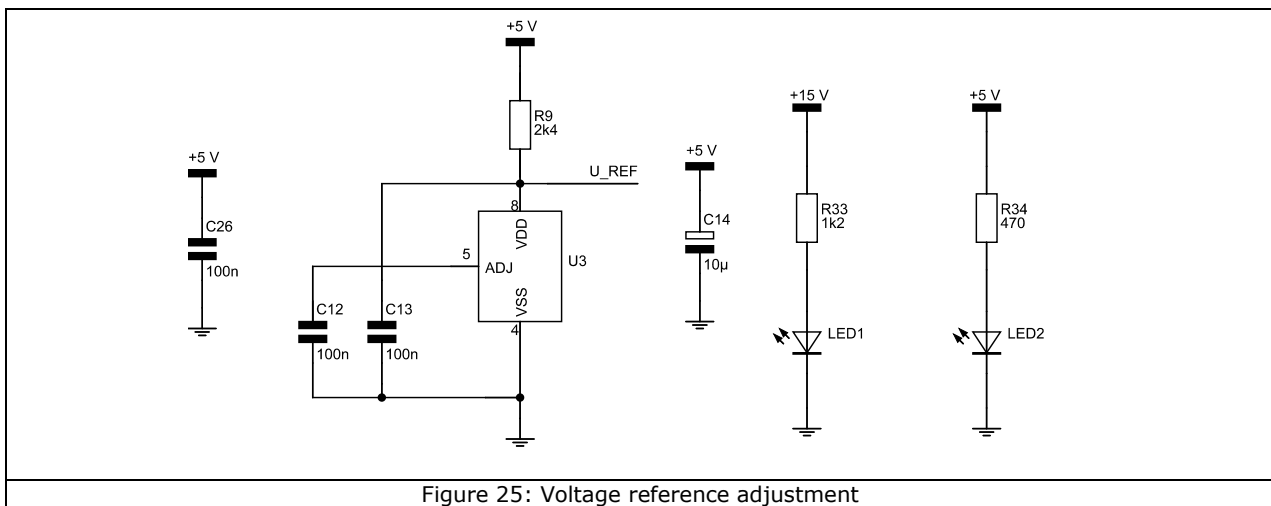 +5 V
R9
2k4
U_REF
+5 V
C26
100n
8
VDD
5
ADJ
U3
VSS
4
C12
100n
C13
100n
+5 V
C14
10µ
+15 V
R33
1k2
LED1
+5 V
R34
470
LED2
Figure 25: Voltage reference adjustment